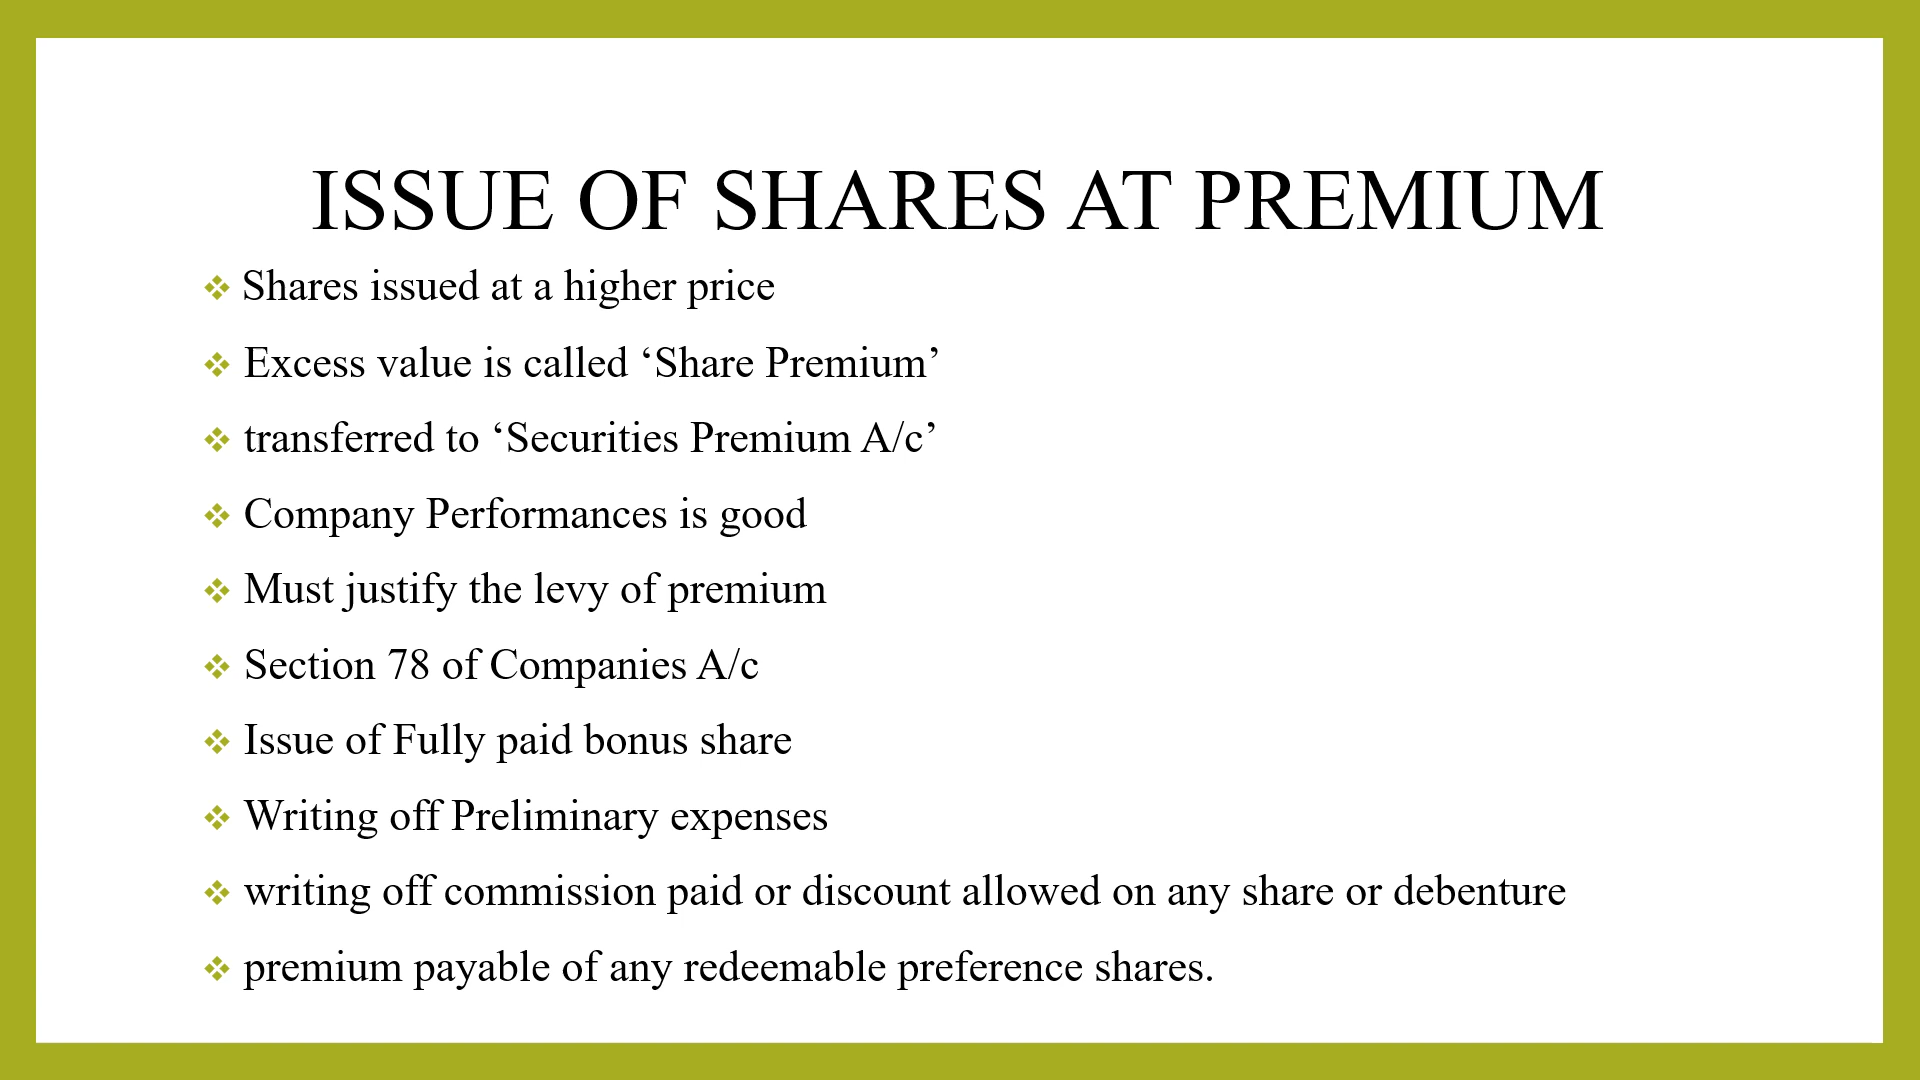 ISSUE OF SHARES AT PREMIUM
❖ Shares issued at a higher price
❖ Excess value is called ‘Share Premium’
❖ transferred to ‘Securities Premium A/c’
❖ Company Performances is good
❖ Must justify the levy of premium
❖ Section 78 of Companies A/c
❖ Issue of Fully paid bonus share
❖ Writing off Preliminary expenses
❖ writing off commission paid or discount allowed on any share or debenture
❖ premium payable of any redeemable preference shares.